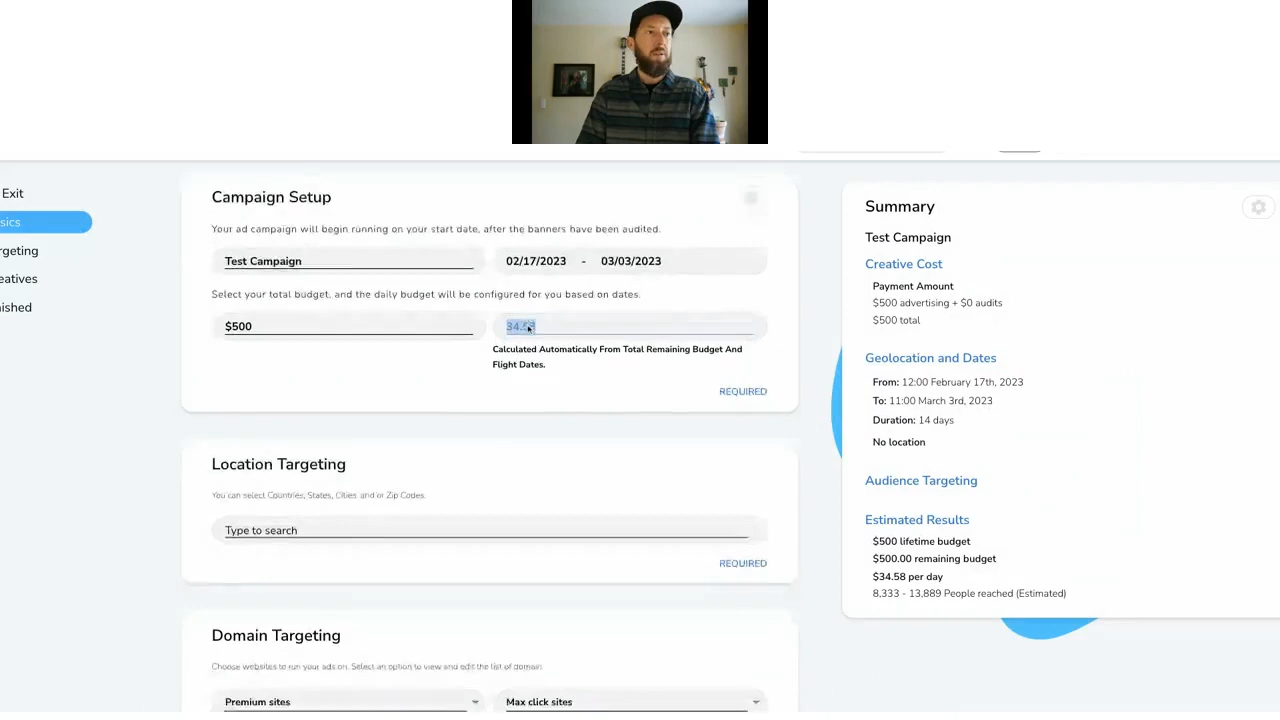 Exit
sics
rgeting
eatives
ished
Campaign Setup
Your ad campaign will begin running on your start date, after the banners have been audited.
Test Campaign
02/17/2023 - 03/03/2023
Select your total budget, and the daily budget will be configured for you based on dates.
$500
Calculated Automatically From Total Remaining Budget And
Flight Dates.
REQUIRED
Location Targeting
You can select Countries, States, Cities and or Zip Codes.
Type to search
REQUIRED
Domain Targeting
Choose websites to run your ads on. Select an option to view and edit the list of domain.
Premium sites
Max click sites
Summary
Test Campaign
Creative Cost
Payment Amount
$500 advertising + $0 audits
$500 total
Geolocation and Dates
From: 12:00 February 17th, 2023
To: 11:00 March 3rd, 2023
Duration: 14 days
No location
Audience Targeting
Estimated Results
$500 lifetime budget
$500.00 remaining budget
$34.58 per day
8,333 - 13,889 People reached (Estimated)